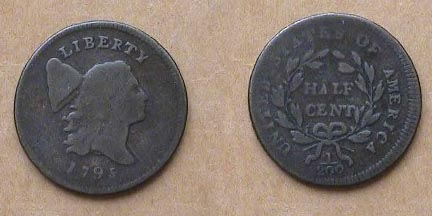 LIBERTY
1795
UNITED STATES OF AMERICA
HALF
CENT
1
200